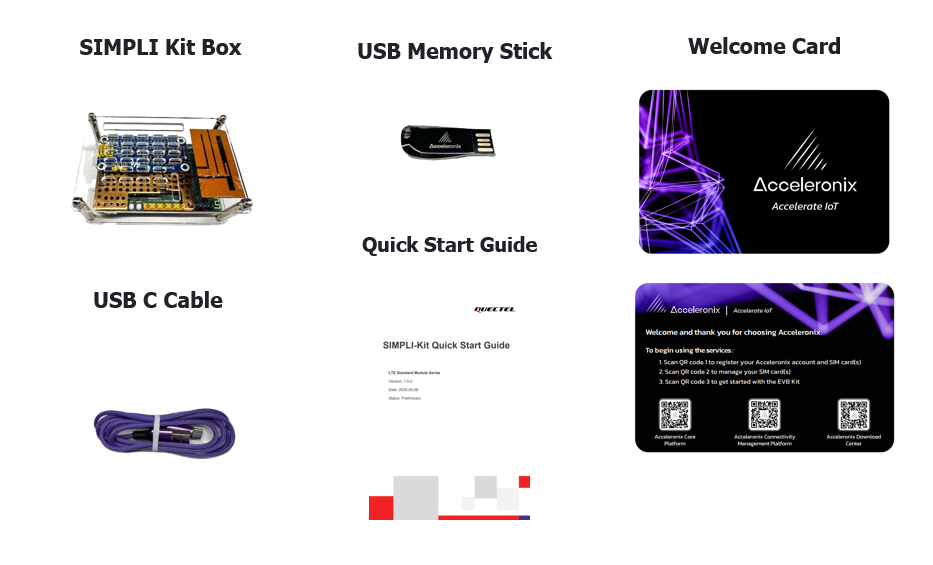 SIMPLI Kit Box
USB Memory Stick
Welcome Card
Acceleronix
Acceleronix
Accelerate IoT
Quick Start Guide
USB C Cable
QUECTEL
SIMPLI-Kit Quick Start Guide
LTE Standard Module Series
Version: 1.0.0
Status: Preliminary
Acceleronix | Accelerate IoT
Welcome and thank you for choosing Acceleronix.
To begin using the services:
1. Scan QR code 1 to register your Acceleronix account and SIM card(s)
2. Scan QR code 2 to manage your SIM card(s)
3. Scan QR code 3 to get started with the EVB Kit
Acceleronix Core
Platform
Acceleronix Connectivity
Management Platform
Acceleronix Download
Center